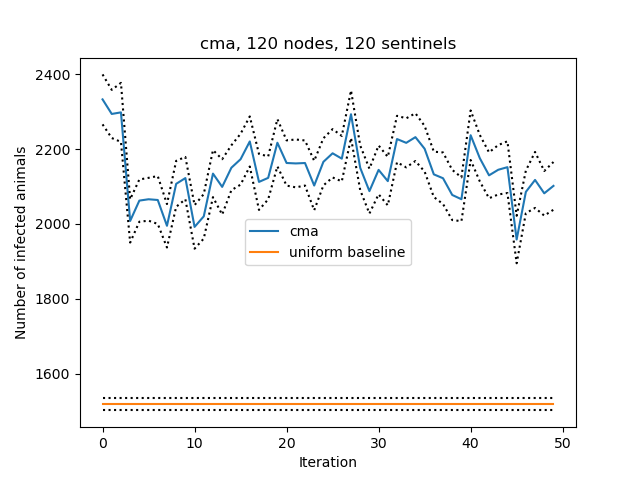 cma, 120 nodes, 120 sentinels
Number of infected animals
2400
2200
2000
1800
1600
cma
uniform baseline
0
10
20
30
40
50
Iteration